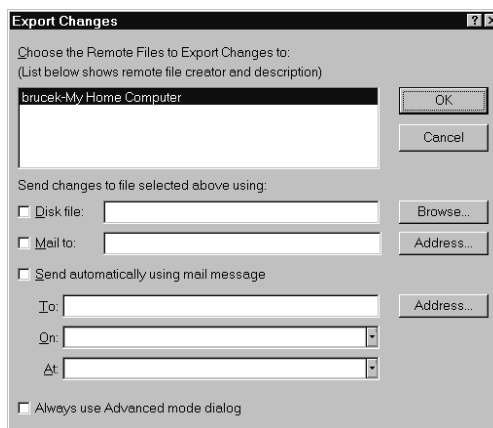 Export Changes
Choose the Remote Files to Export Changes to:
(List below shows remote file creator and description)
brucek-My Home Computer
OK
Cancel
Send changes to file selected above using:
Disk file:
Browse...
Mail to:
Address...
Send automatically using mail message
To:
Address...
On:
At:
Always use Advanced mode dialog